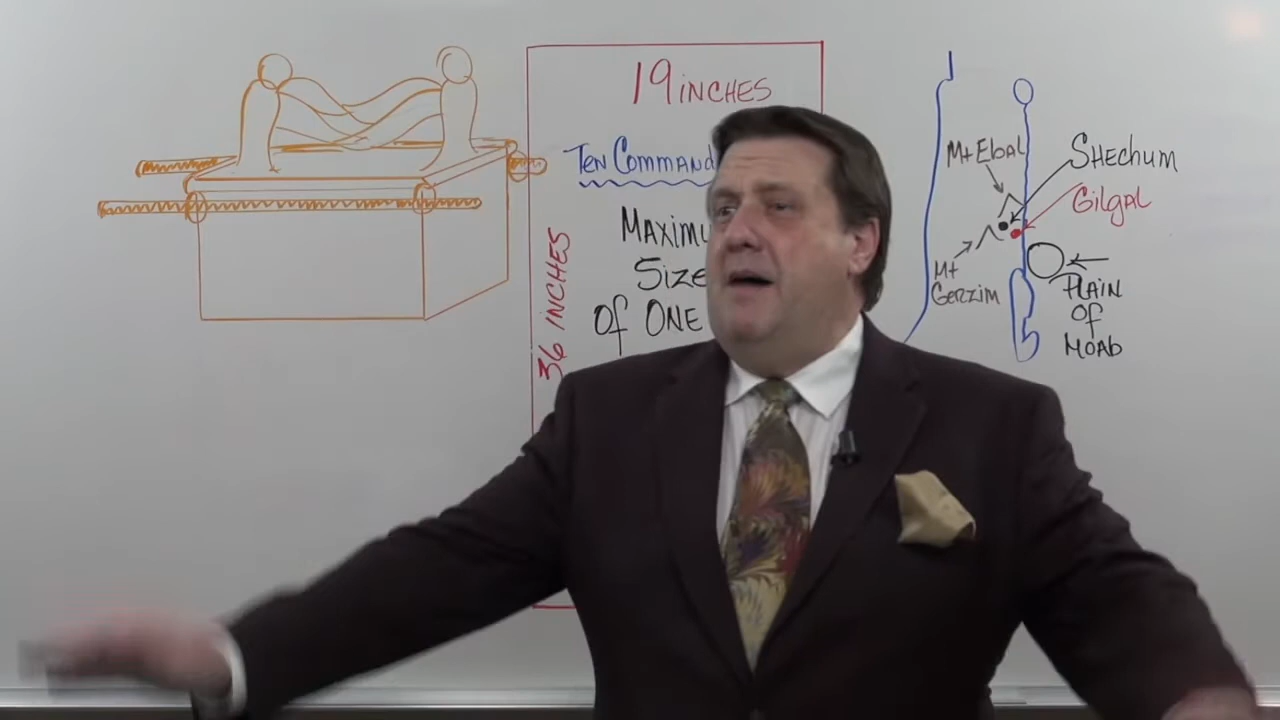 19 INCHES
TEN COMMAND
MAXIMU
SIZE
OF ONE
36 INCHES
Mt Ebal
SHECHUM
Gilgal
Mt
GERZIM
PLAIN
OF
MOAB